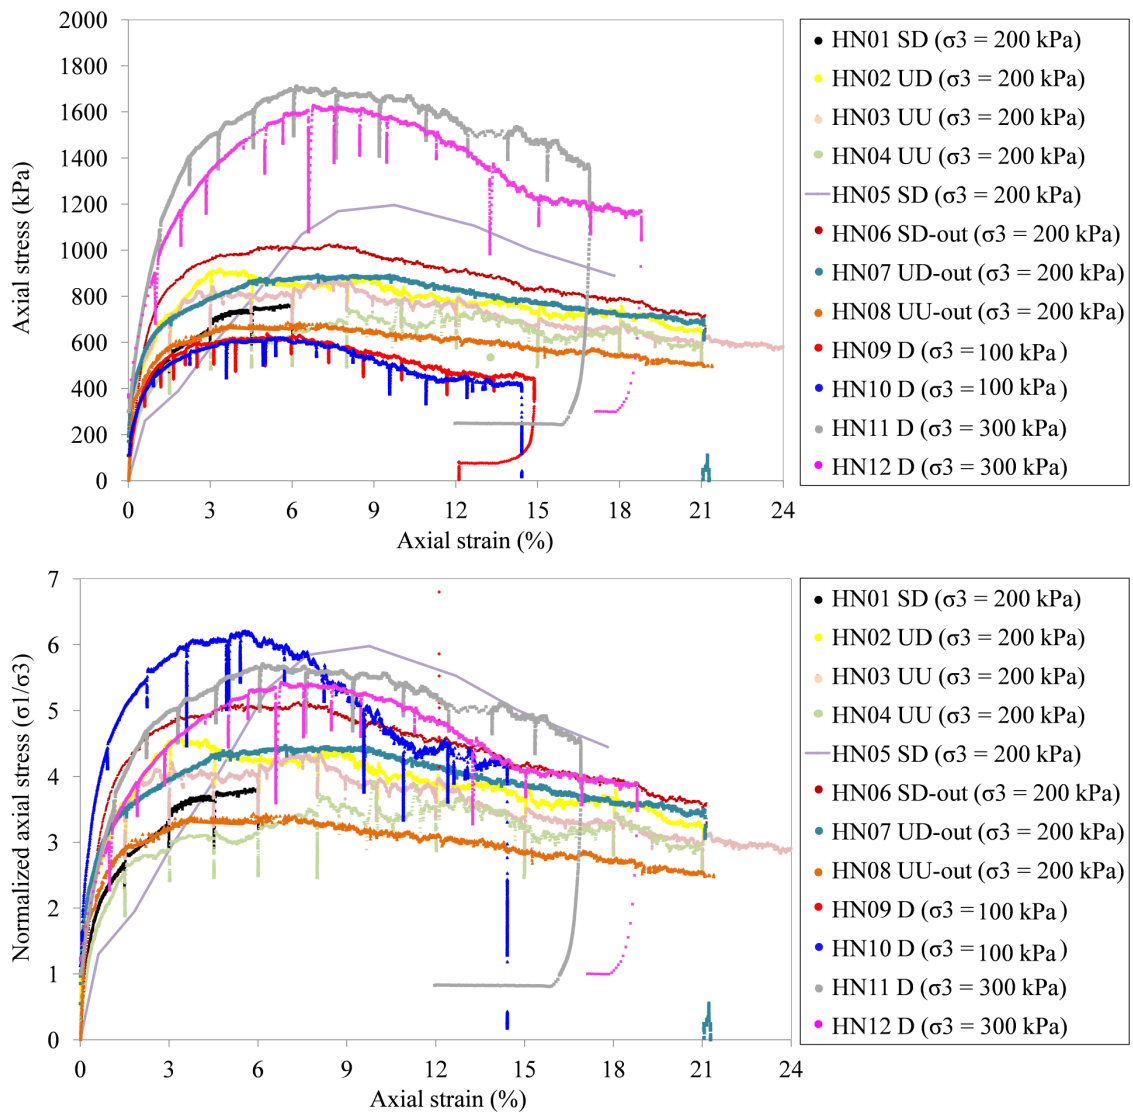 2000
1800
1600
1400
1200
1000
800
600
400
200
0
Axial stress (kPa)
0 3 6 9 12 15 18 21 24
Axial strain (%)
HN01 SD (σ3 = 200 kPa)
HN02 UD (σ3 = 200 kPa)
HN03 UU (σ3 = 200 kPa)
HN04 UU (σ3 = 200 kPa)
HN05 SD (σ3 = 200 kPa)
HN06 SD-out (σ3 = 200 kPa)
HN07 UD-out (σ3 = 200 kPa)
HN08 UU-out (σ3 = 200 kPa)
HN09 D (σ3 = 100 kPa)
HN10 D (σ3 = 100 kPa)
HN11 D (σ3 = 300 kPa)
HN12 D (σ3 = 300 kPa)
7
6
5
4
3
2
1
0
Normalized axial stress (σ1/σ3)
0 3 6 9 12 15 18 21 24
Axial strain (%)
HN01 SD (σ3 = 200 kPa)
HN02 UD (σ3 = 200 kPa)
HN03 UU (σ3 = 200 kPa)
HN04 UU (σ3 = 200 kPa)
HN05 SD (σ3 = 200 kPa)
HN06 SD-out (σ3 = 200 kPa)
HN07 UD-out (σ3 = 200 kPa)
HN08 UU-out (σ3 = 200 kPa)
HN09 D (σ3 = 100 kPa)
HN10 D (σ3 = 100 kPa)
HN11 D (σ3 = 300 kPa)
HN12 D (σ3 = 300 kPa)